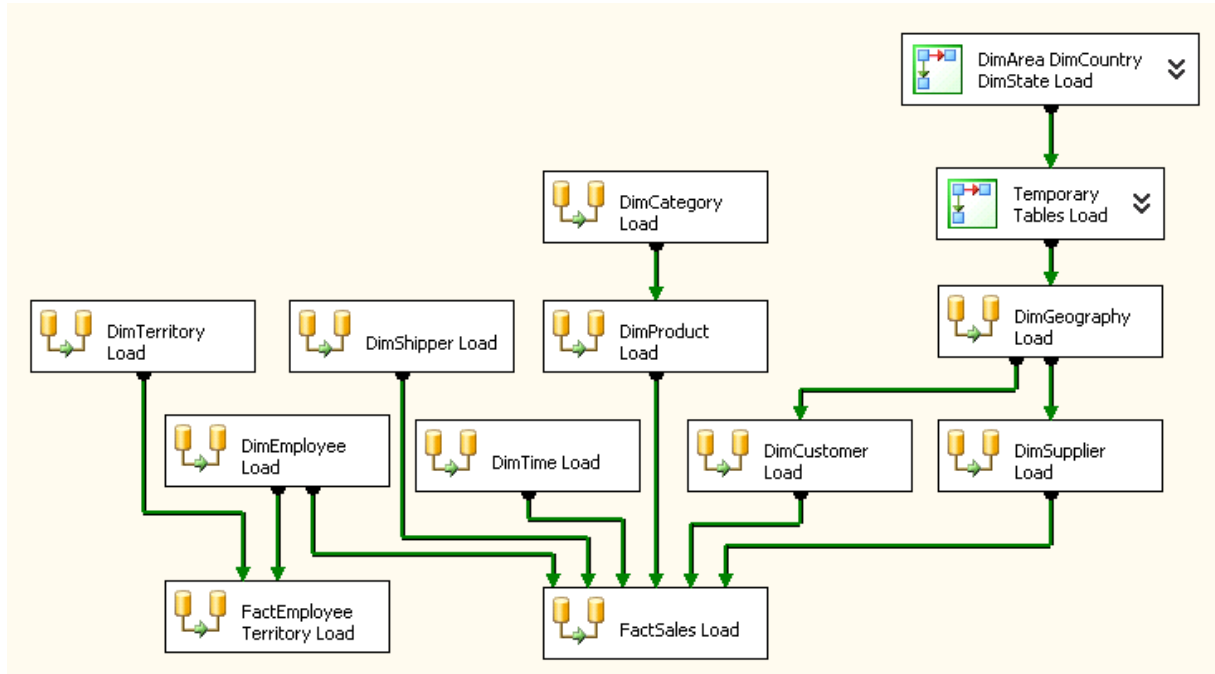 DimArea DimCountry
DimState Load
Temporary
Tables Load
DimCategory
Load
DimTerritory
Load
DimShipper Load
DimProduct
Load
DimGeography
Load
DimEmployee
Load
DimTime Load
DimCustomer
Load
DimSupplier
Load
FactEmployee
Territory Load
FactSales Load